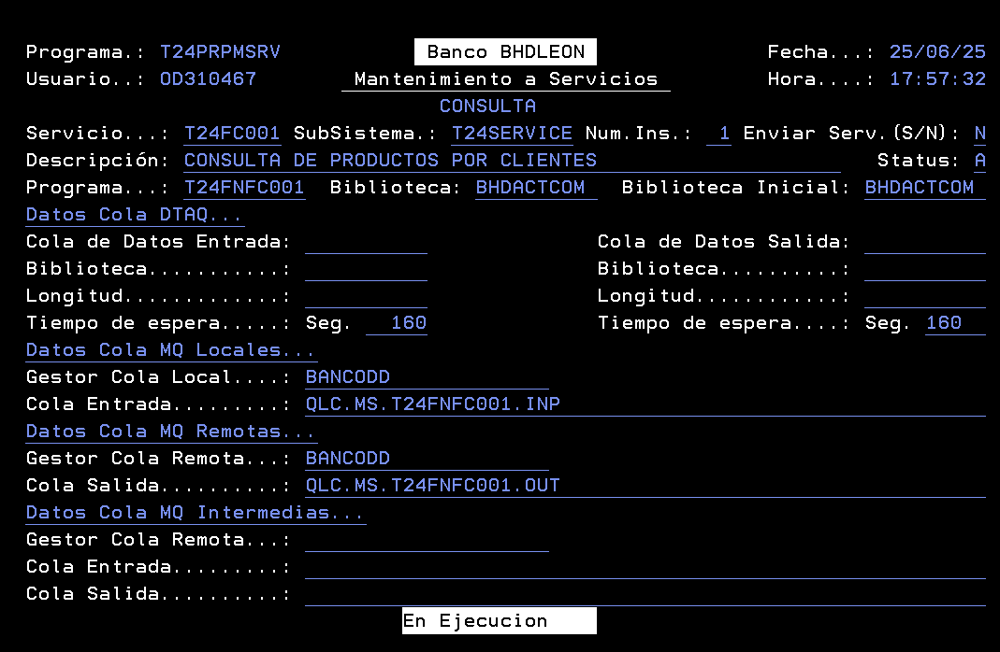 Programa.: T24PRPMSRV Banco BHDLEON Fecha...: 25/06/25
Usuario..: OD310467 Mantenimiento a Servicios Hora....: 17:57:32
CONSULTA
Servicio...: T24FC001 SubSistema.: T24SERVICE Num.Ins.: 1 Enviar Serv.(S/N): N
Descripción: CONSULTA DE PRODUCTOS POR CLIENTES Status: A
Programa...: T24FNFC001 Biblioteca: BHDACTCOM Biblioteca Inicial: BHDACTCOM
Datos Cola DTAQ...
Cola de Datos Entrada: Cola de Datos Salida:
Biblioteca...........: Biblioteca..........:
Longitud.............: Longitud............:
Tiempo de espera.....: Seg. 160 Tiempo de espera....: Seg. 160
Datos Cola MQ Locales...
Gestor Cola Local....: BANCODD
Cola Entrada.........: QLC.MS.T24FNFC001.INP
Datos Cola MQ Remotas...
Gestor Cola Remota...: BANCODD
Cola Salida..........: QLC.MS.T24FNFC001.OUT
Datos Cola MQ Intermedias...
Gestor Cola Remota...:
Cola Entrada.........:
Cola Salida..........:
En Ejecucion